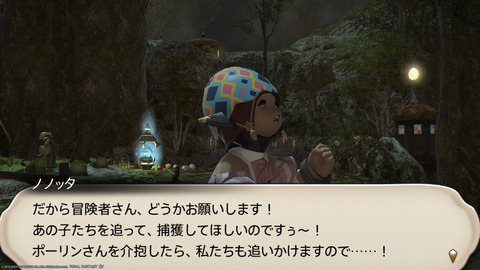 ノノッタ
だから冒険者さん、どうかお願いします！
あの子たちを追って、捕獲してほしいのですぅ～！
ポーリンさんを介抱したら、私たちも追いかけますので……！
FINAL FANTASY XIV